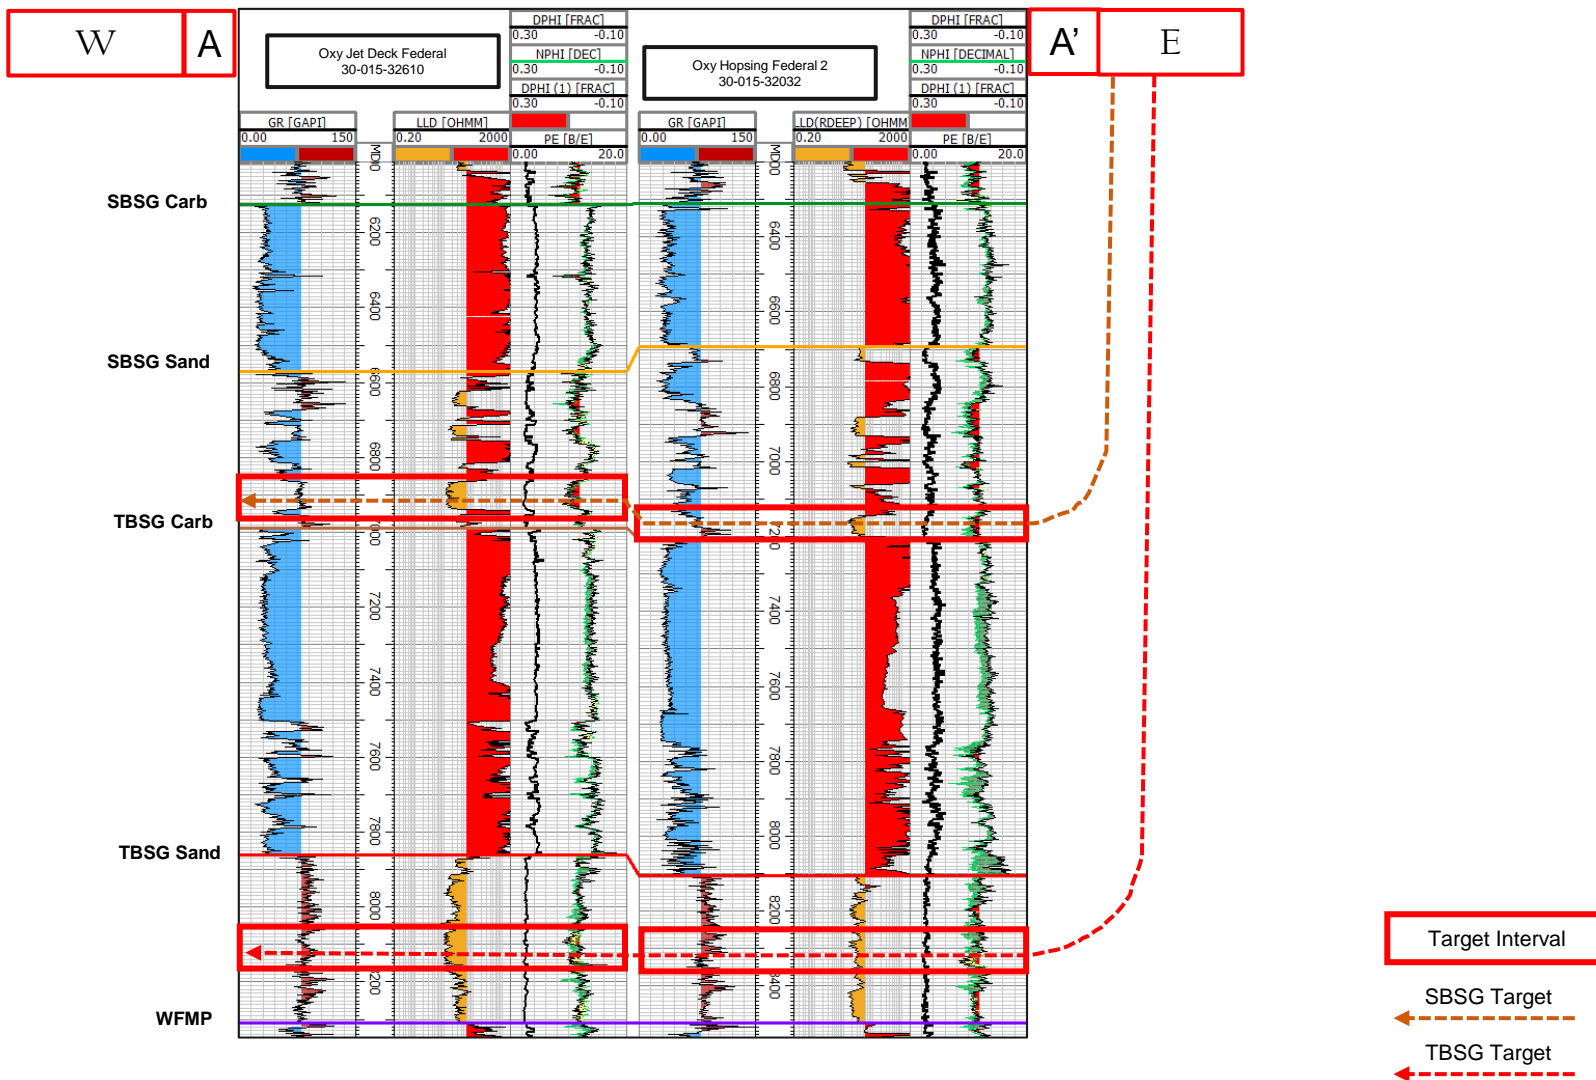 W A
A' E
Oxy Jet Deck Federal
30-015-32610
Oxy Hopsing Federal 2
30-015-32032
DPHI [FRAC]
0.30 -0.10
NPHI [DEC]
0.30 -0.10
DPHI (1) [FRAC]
0.30 -0.10
GR [GAPI]
0.00 150
MD
LLD [OHMM]
0.20 2000
PE [B/E]
0.00 20.0
DPHI [FRAC]
0.30 -0.10
NPHI [DECIMAL]
0.30 -0.10
DPHI (1) [FRAC]
0.30 -0.10
GR [GAPI]
0.00 150
MD
LLD(RDEEP) [OHMM
0.20 2000
PE [B/E]
0.00 20.0
SBSG Carb
SBSG Sand
TBSG Carb
TBSG Sand
WFMP
6200
6400
6600
6800
7000
7200
7400
7600
7800
8000
8200
6400
6600
6800
7000
7200
7400
7600
7800
8000
8200
8400
Target Interval
SBSG Target
TBSG Target